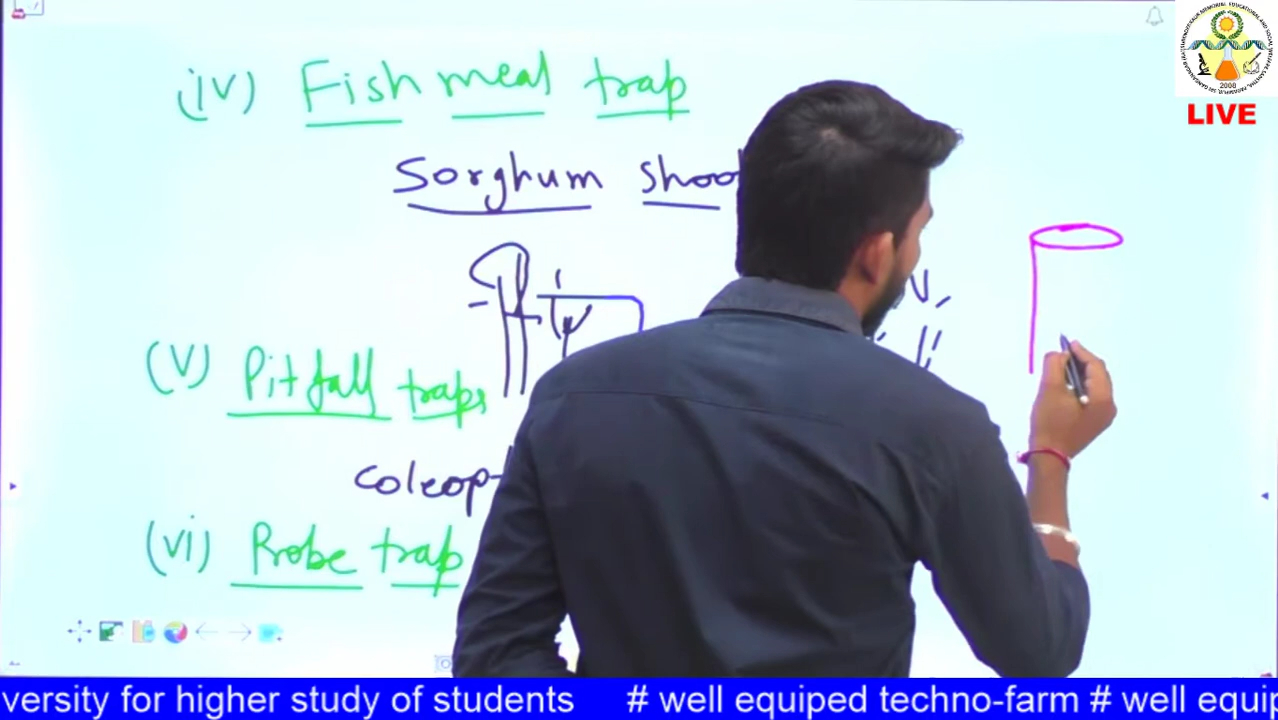 (iv) Fish meal trap
Sorghum shoo
(v) Pitfall traps
coleop
(vi) Probe trap
2008
LIVE
versity for higher study of students # well equiped techno-farm # well equip